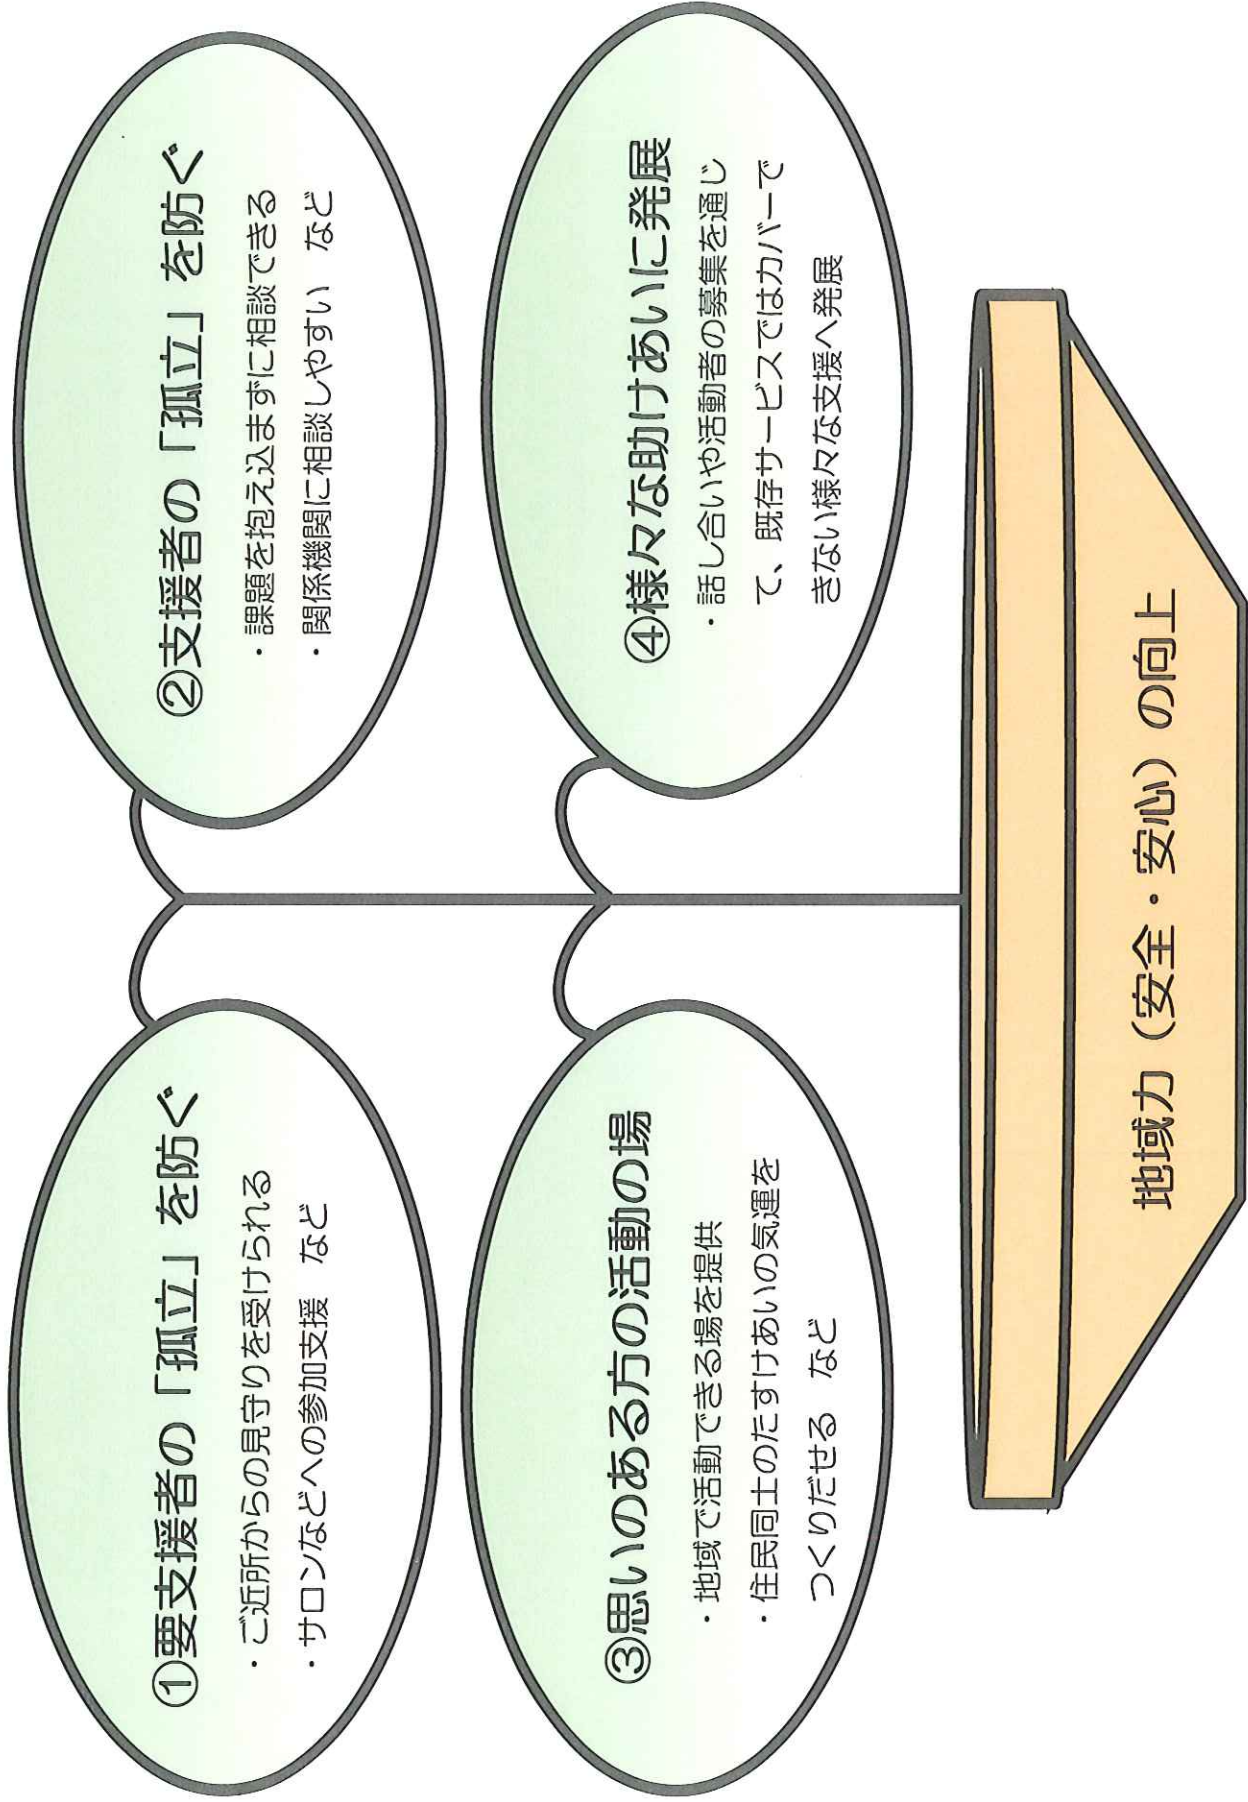 ①要支援者の「孤立」を防ぐ
・ご近所からの見守りを受けられる
・サロンなどへの参加支援　など
②支援者の「孤立」を防ぐ
・課題を抱え込まずに相談できる
・関係機関に相談しやすい　など
③思いのある方の活動の場
・地域で活動できる場を提供
・住民同士のたすけあいの気運を
つくりだせる　など
④様々な助けあいに発展
・話し合いや活動者の募集を通じ
て、既存サービスではカバーで
きない様々な支援へ発展
地域力（安全・安心）の向上